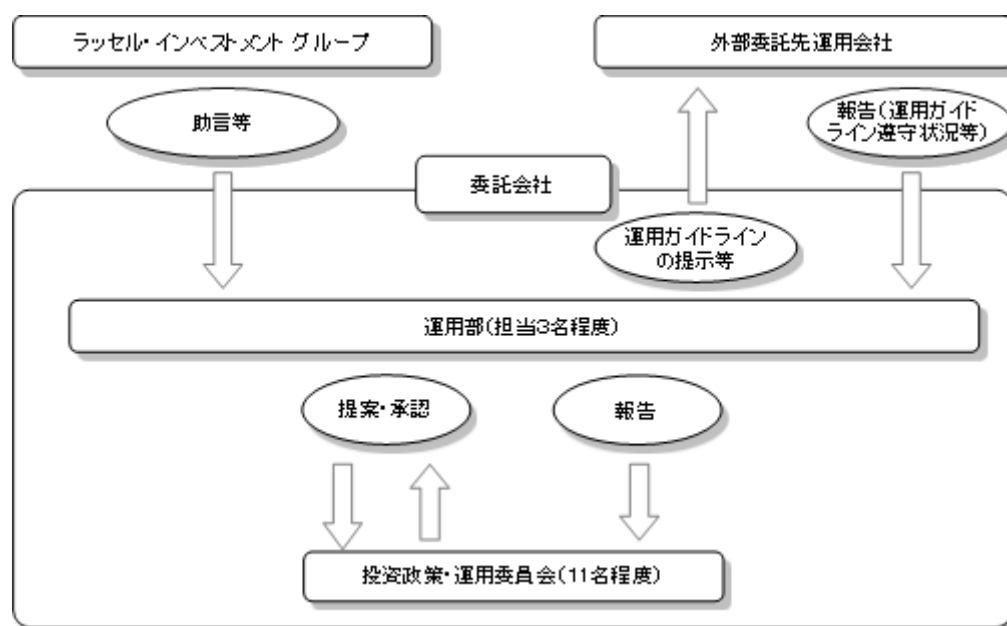 ラッセル・インベストメント グループ
外部委託先運用会社
助言等
報告(運用ガイド
ライン遵守状況等)
委託会社
運用ガイドライン
の提示等
運用部(担当3名程度)
提案・承認
報告
投資政策・運用委員会(11名程度)